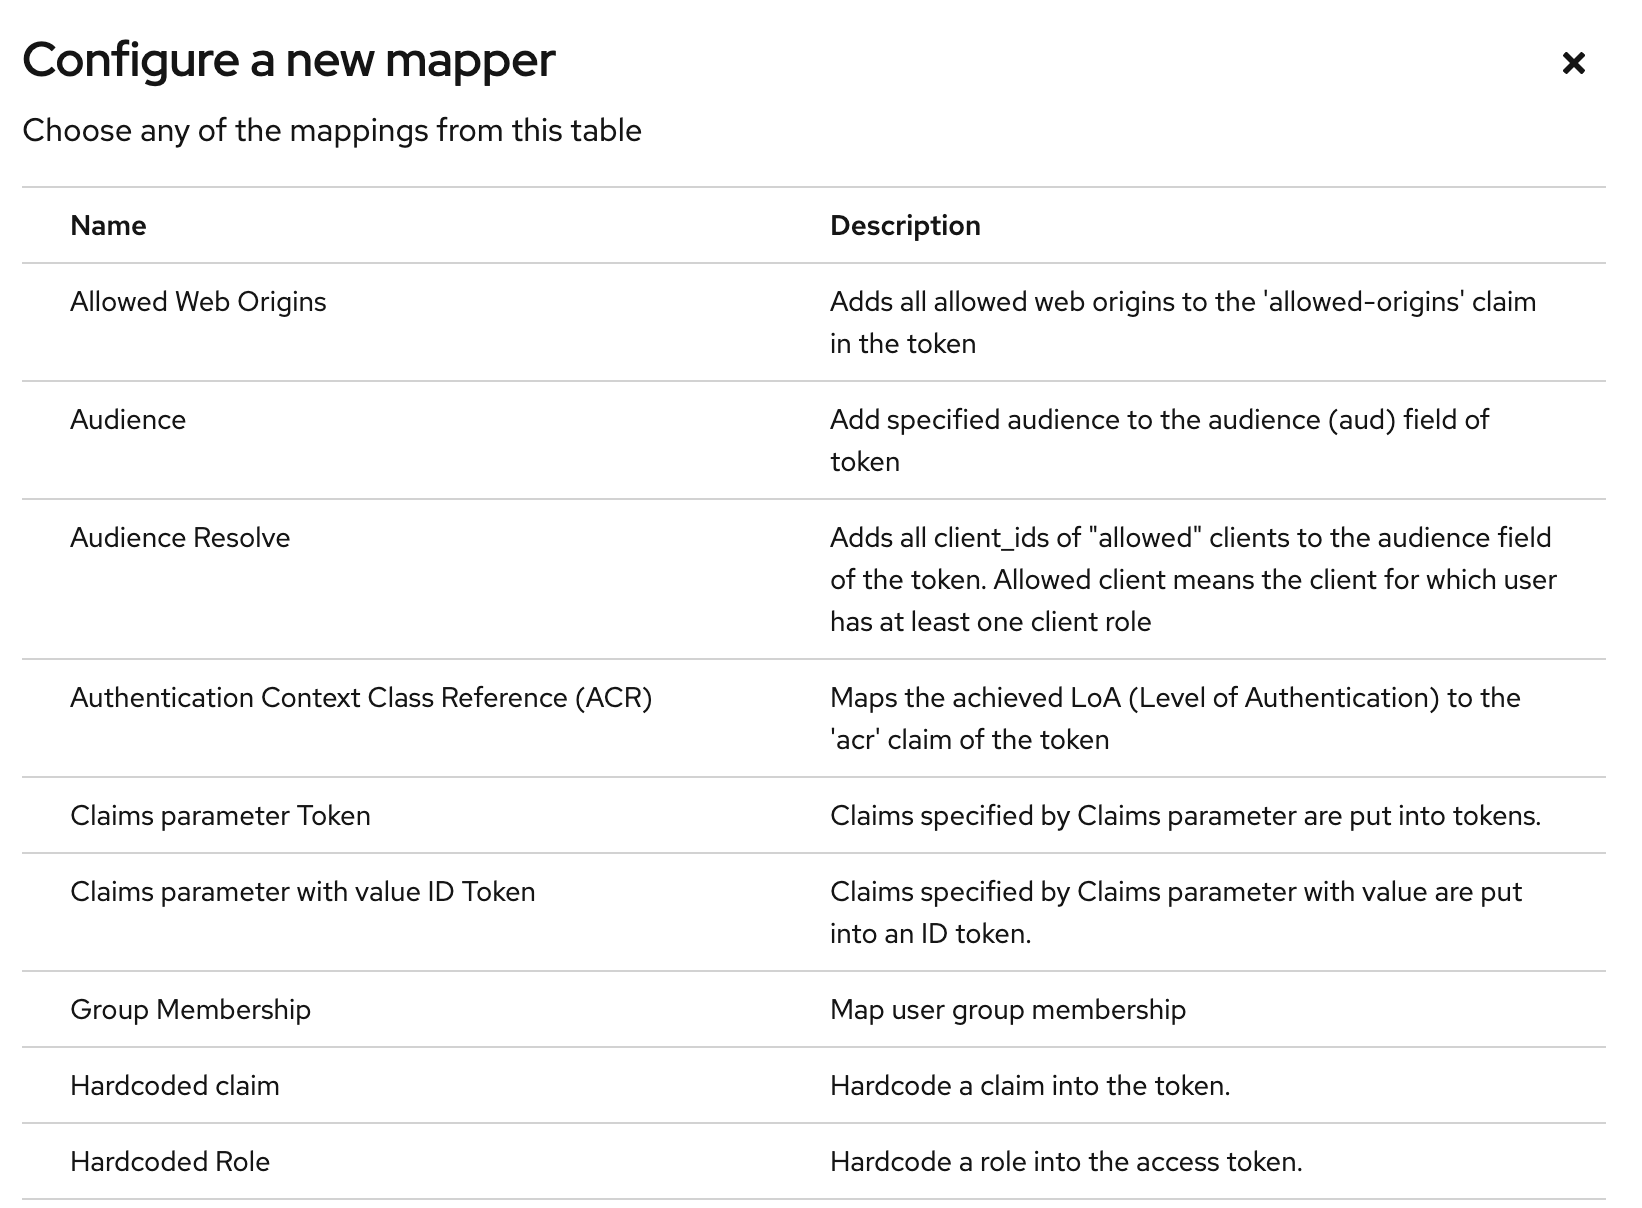 Configure a new mapper
Choose any of the mappings from this table
Name Description
Allowed Web Origins Adds all allowed web origins to the 'allowed-origins' claim
in the token
Audience Add specified audience to the audience (aud) field of
token
Audience Resolve Adds all client_ids of "allowed" clients to the audience field
of the token. Allowed client means the client for which user
has at least one client role
Authentication Context Class Reference (ACR) Maps the achieved LoA (Level of Authentication) to the
'acr' claim of the token
Claims parameter Token Claims specified by Claims parameter are put into tokens.
Claims parameter with value ID Token Claims specified by Claims parameter with value are put
into an ID token.
Group Membership Map user group membership
Hardcoded claim Hardcode a claim into the token.
Hardcoded Role Hardcode a role into the access token.